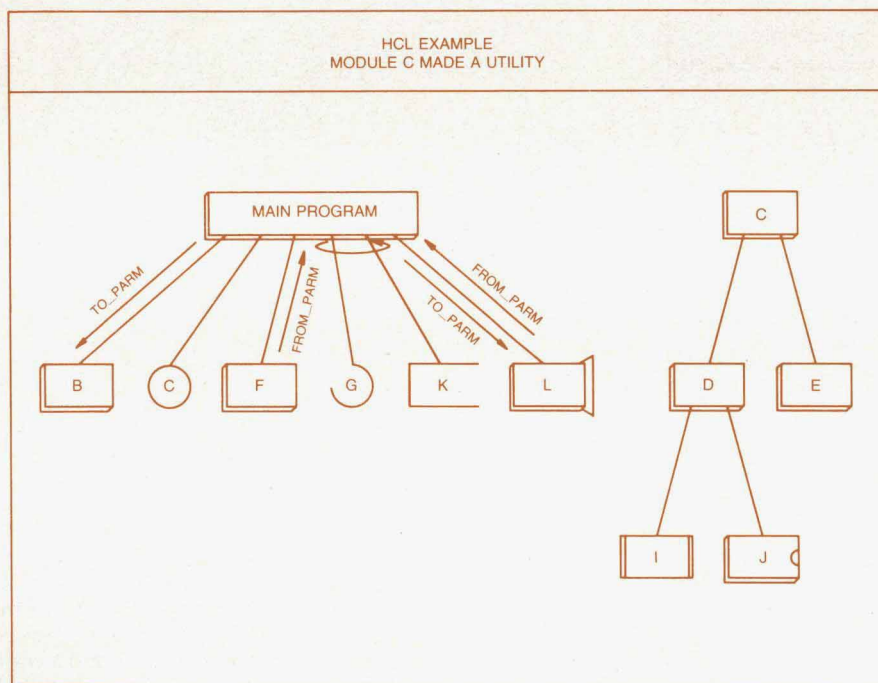 HCL EXAMPLE
MODULE C MADE A UTILITY
MAIN PROGRAM
C
TO_PARM
FROM_PARM
TO_PARM
FROM_PARM
B
C
F
G
K
L
D
E
I
J